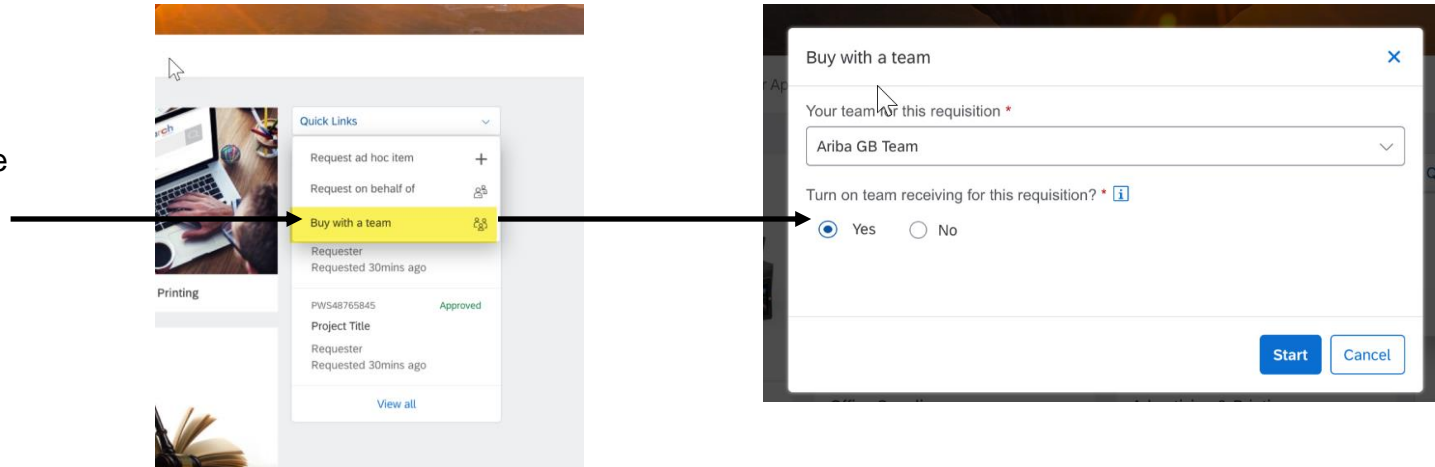 e
arch
Printing
Quick Links
Request ad hoc item
Request on behalf of
Buy with a team
Requester
Requested 30mins ago
PWS48765845 Approved
Project Title
Requester
Requested 30mins ago
View all
Buy with a team
Your team for this requisition *
Ariba GB Team
Turn on team receiving for this requisition? * i
Yes No
Start Cancel